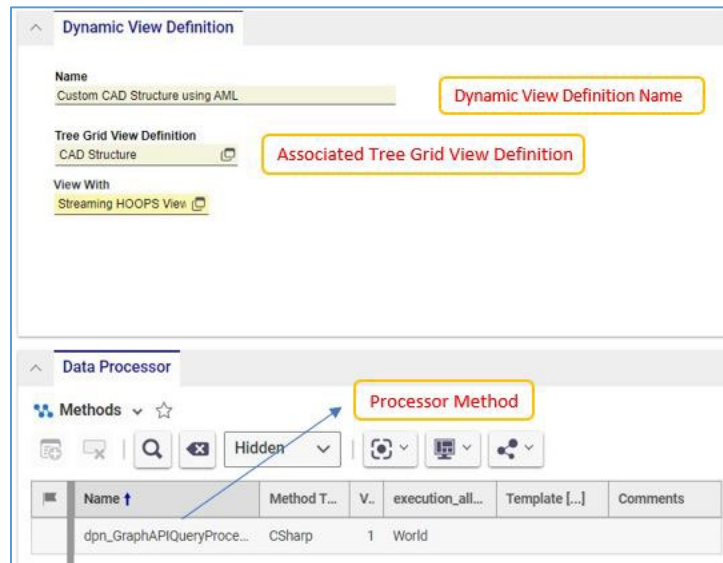 Dynamic View Definition
Name
Custom CAD Structure using AML
Dynamic View Definition Name
Tree Grid View Definition
CAD Structure
Associated Tree Grid View Definition
View With
Streaming HOOPS View
Data Processor
Processor Method
Methods
Hidden
Name Method T... V.. execution_all... Template [...] Comments
dpn_GraphAPIQueryProce... CSharp 1 World